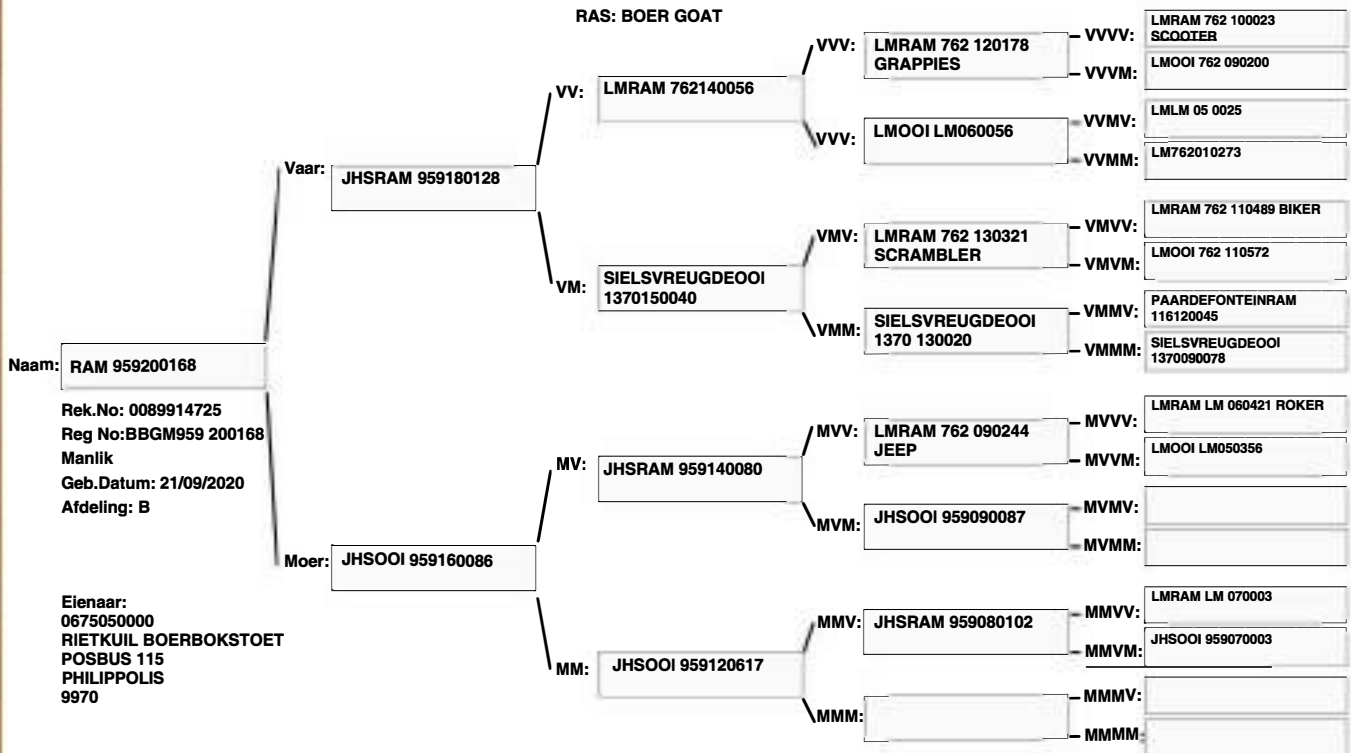 RAS: BOER GOAT
Naam: RAM 959200168
Rek.No: 0089914725
Reg No:BBGM959 200168
Manlik
Geb.Datum: 21/09/2020
Afdeling: B
Eienaar:
0675050000
RIETKUIL BOERBOKSTOET
POSBUS 115
PHILIPPOLIS
9970
Vaar: JHSRAM 959180128
Moer: JHSOOI 959160086
VV: LMRAM 762140056
VM: SIELSVREUGDEOOI
1370150040
MV: JHSRAM 959140080
MM: JHSOOI 959120617
VVV: LMRAM 762 120178
GRAPPIES
VVV: LMOOI LM060056
VMV: LMRAM 762 130321
SCRAMBLER
VMM: SIELSVREUGDEOOI
1370 130020
MVV: LMRAM 762 090244
JEEP
MVM: JHSOOI 959090087
MMV: JHSRAM 959080102
MMM:
VVVV: LMRAM 762 100023
SCOOTER
VVVM: LMOOI 762 090200
VVMV: LMLM 05 0025
VVMM: LM762010273
VMVV: LMRAM 762 110489 BIKER
VMVM: LMOOI 762 110572
VMMV: PAARDEFONTEINRAM
116120045
VMMM: SIELSVREUGDEOOI
1370090078
MVVV: LMRAM LM 060421 ROKER
MVVM: LMOOI LM050356
MVMV:
MVMM:
MMVV: LMRAM LM 070003
MMVM: JHSOOI 959070003
MMMV:
MMMM: